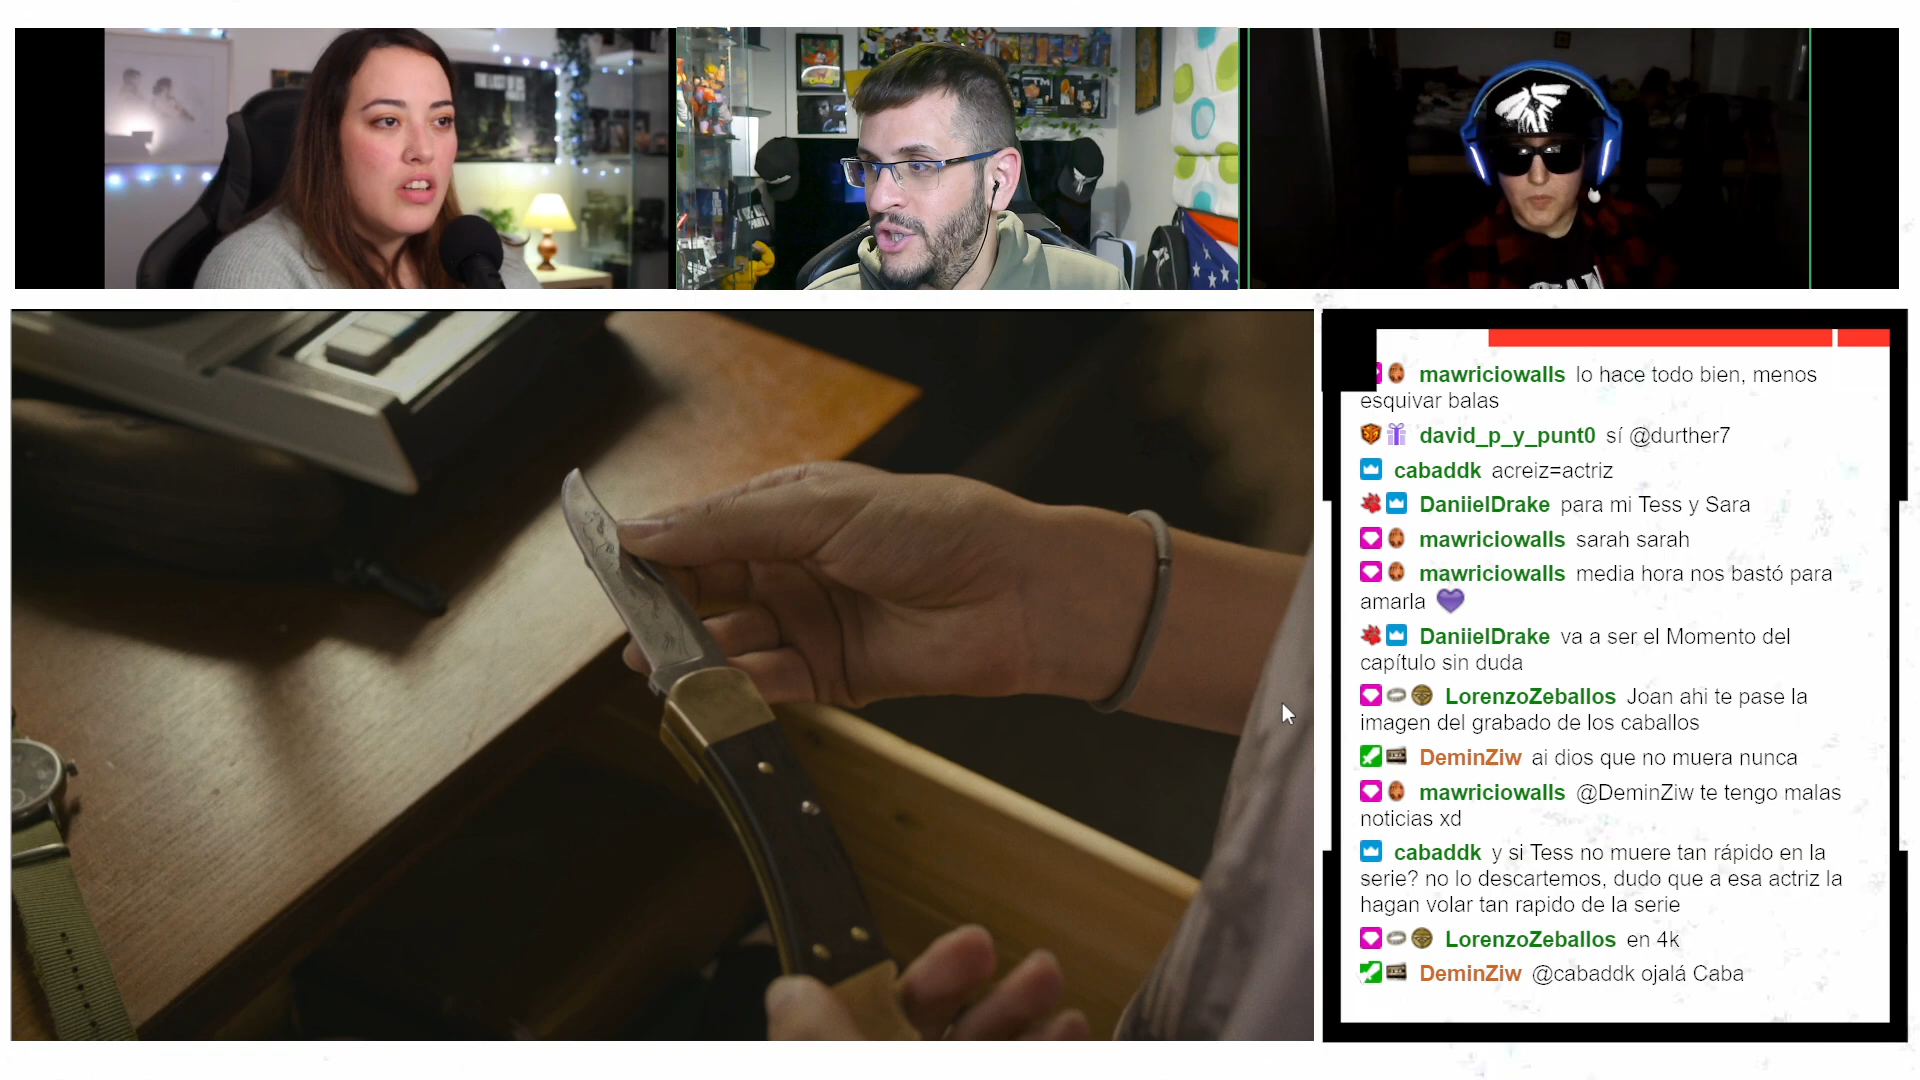 mawriciowalls lo hace todo bien, menos
esquivar balas
david_p_y_punt0 sí @durther7
cabaddk acreiz=actriz
DaniielDrake para mi Tess y Sara
mawriciowalls sarah sarah
mawriciowalls media hora nos bastó para
amarla 💜
DaniielDrake va a ser el Momento del
capítulo sin duda
LorenzoZeballos Joan ahi te pase la
imagen del grabado de los caballos
DeminZiw ai dios que no muera nunca
mawriciowalls @DeminZiw te tengo malas
noticias xd
cabaddk y si Tess no muere tan rápido en la
serie? no lo descartemos, dudo que a esa actriz la
hagan volar tan rapido de la serie
LorenzoZeballos en 4k
DeminZiw @cabaddk ojalá Caba